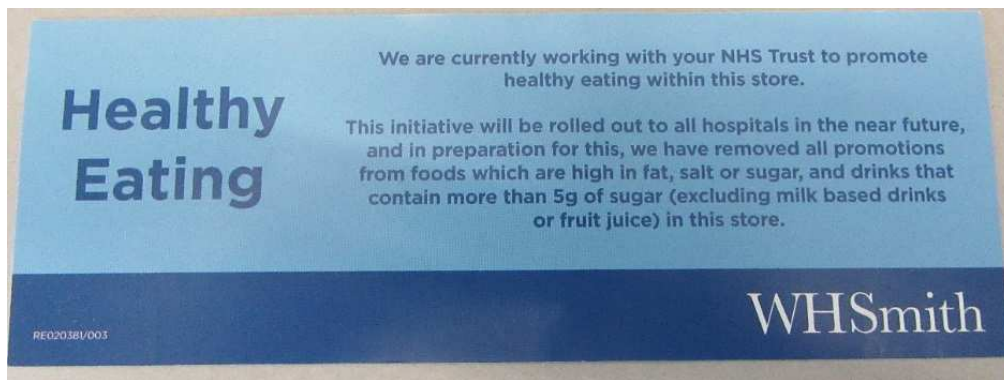 Healthy
Eating
We are currently working with your NHS Trust to promote
healthy eating within this store.
This initiative will be rolled out to all hospitals in the near future,
and in preparation for this, we have removed all promotions
from foods which are high in fat, salt or sugar, and drinks that
contain more than 5g of sugar (excluding milk based drinks
or fruit juice) in this store.
RE020381/003
WHSmith